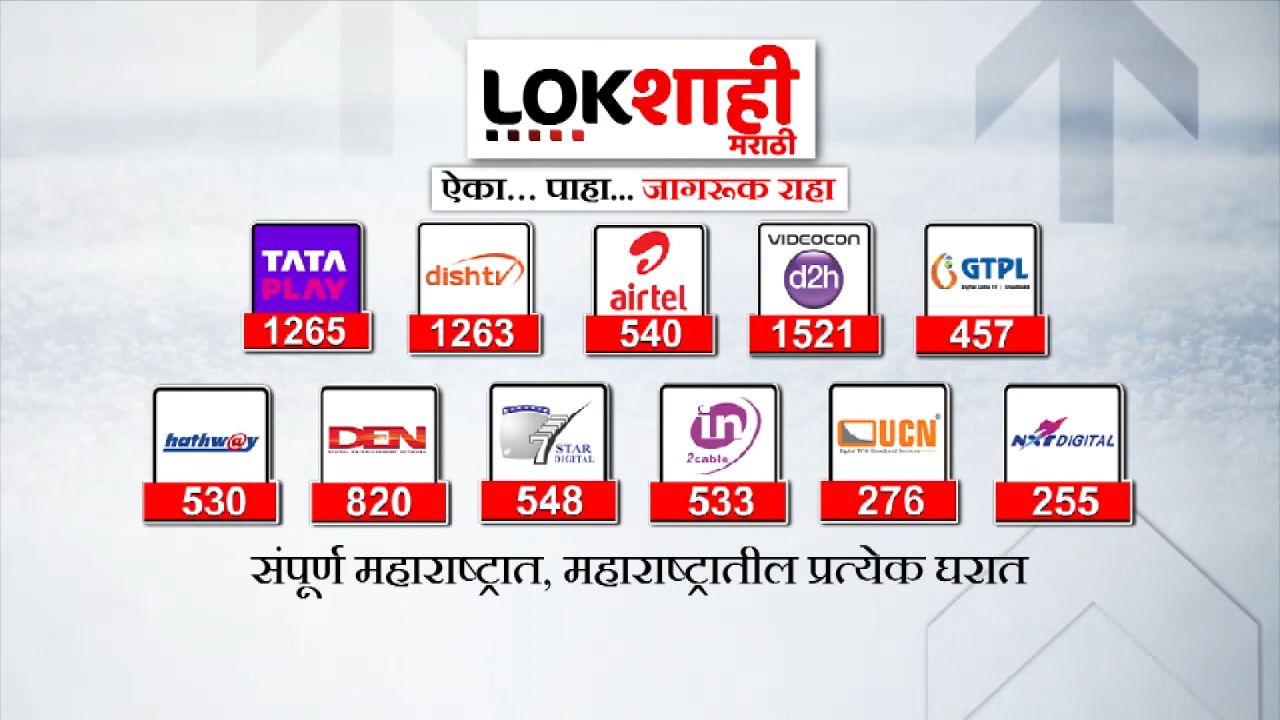 LOKशाही
मराठी
ऐका... पाहा... जागरूक राहा
TATA PLAY
dishtv
airtel
VIDEOCON d2h
GTPL
1265
1263
540
1521
457
hathw@y
DEN
7 STAR DIGITAL
in 2cable
UCN
NXT DIGITAL
530
820
548
533
276
255
संपूर्ण महाराष्ट्रात, महाराष्ट्रातील प्रत्येक घरात